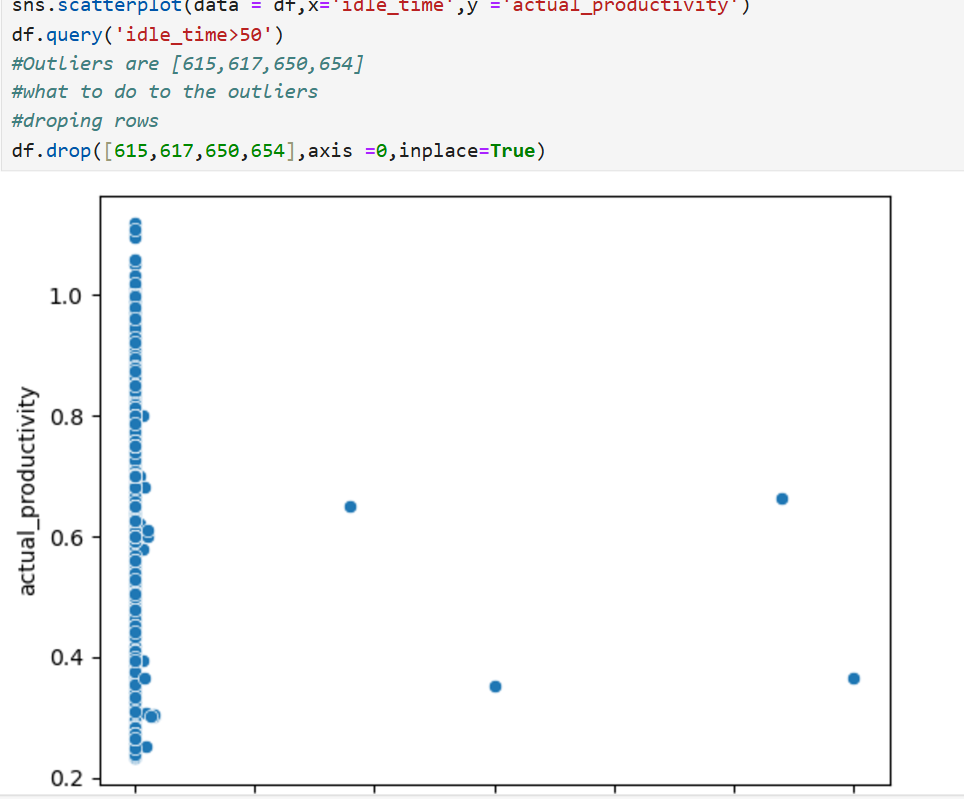 sns.scatterplot(data = df,x='idle_time',y ='actual_productivity')
df.query('idle_time>50')
#Outliers are [615,617,650,654]
#what to do to the outliers
#droping rows
df.drop([615,617,650,654],axis =0,inplace=True)
1.0
0.8
0.6
0.4
0.2
actual_productivity